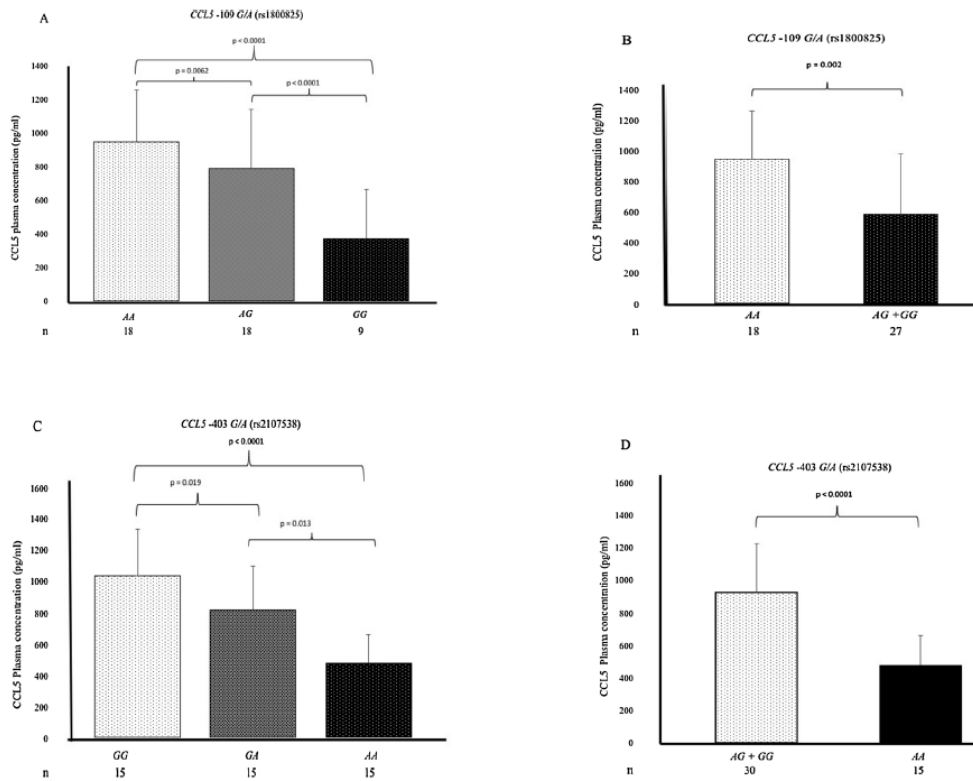 A
CCL5 -109 G/A (rs1800825)
p < 0.0001
p = 0.0062
p < 0.0001
CCL5 plasma concentration (pg/ml)
1400
1200
1000
800
600
400
200
0
AA AG GG
n 18 18 9
B
CCL5 -109 G/A (rs1800825)
p = 0.002
CCL5 Plasma concentration (pg/ml)
1400
1200
1000
800
600
400
200
0
AA AG +GG
n 18 27
C
CCL5 -403 G/A (rs2107538)
p < 0.0001
p = 0.019
p = 0.013
CCL5 Plasma concentration (pg/ml)
1600
1400
1200
1000
800
600
400
200
0
GG GA AA
n 15 15 15
D
CCL5 -403 G/A (rs2107538)
p < 0.0001
CCL5 Plasma concentration (pg/ml)
1600
1400
1200
1000
800
600
400
200
0
AG + GG AA
n 30 15